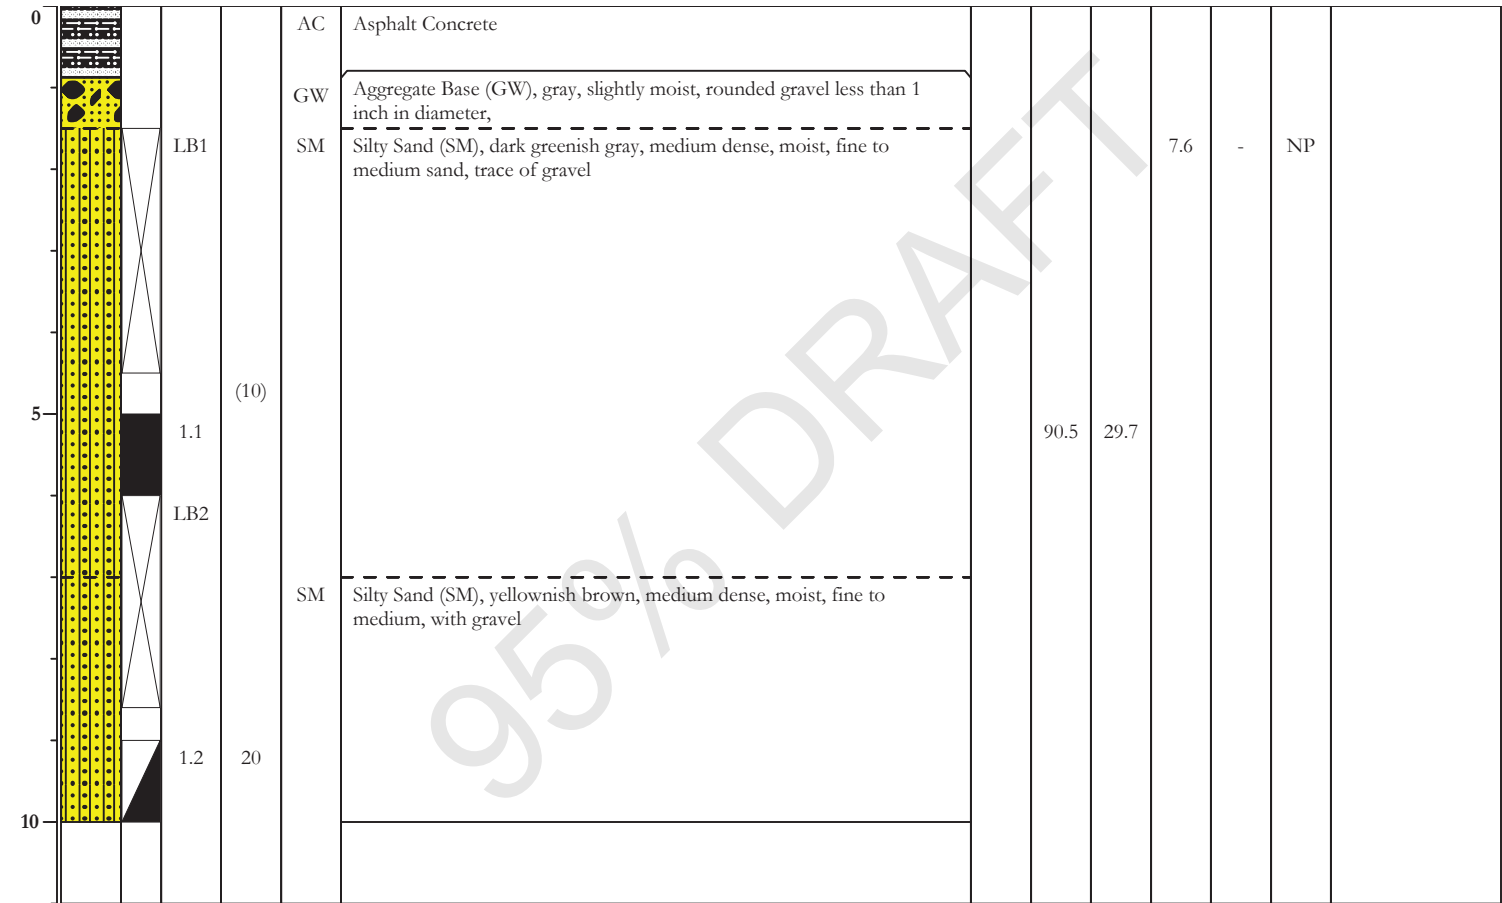 0
AC Asphalt Concrete
GW Aggregate Base (GW), gray, slightly moist, rounded gravel less than 1
inch in diameter,
LB1 SM Silty Sand (SM), dark greenish gray, medium dense, moist, fine to 7.6 - NP
medium sand, trace of gravel
(10)
5
1.1 90.5 29.7
LB2
SM Silty Sand (SM), yellownish brown, medium dense, moist, fine to
medium, with gravel
1.2 20
10
95% DRAFT